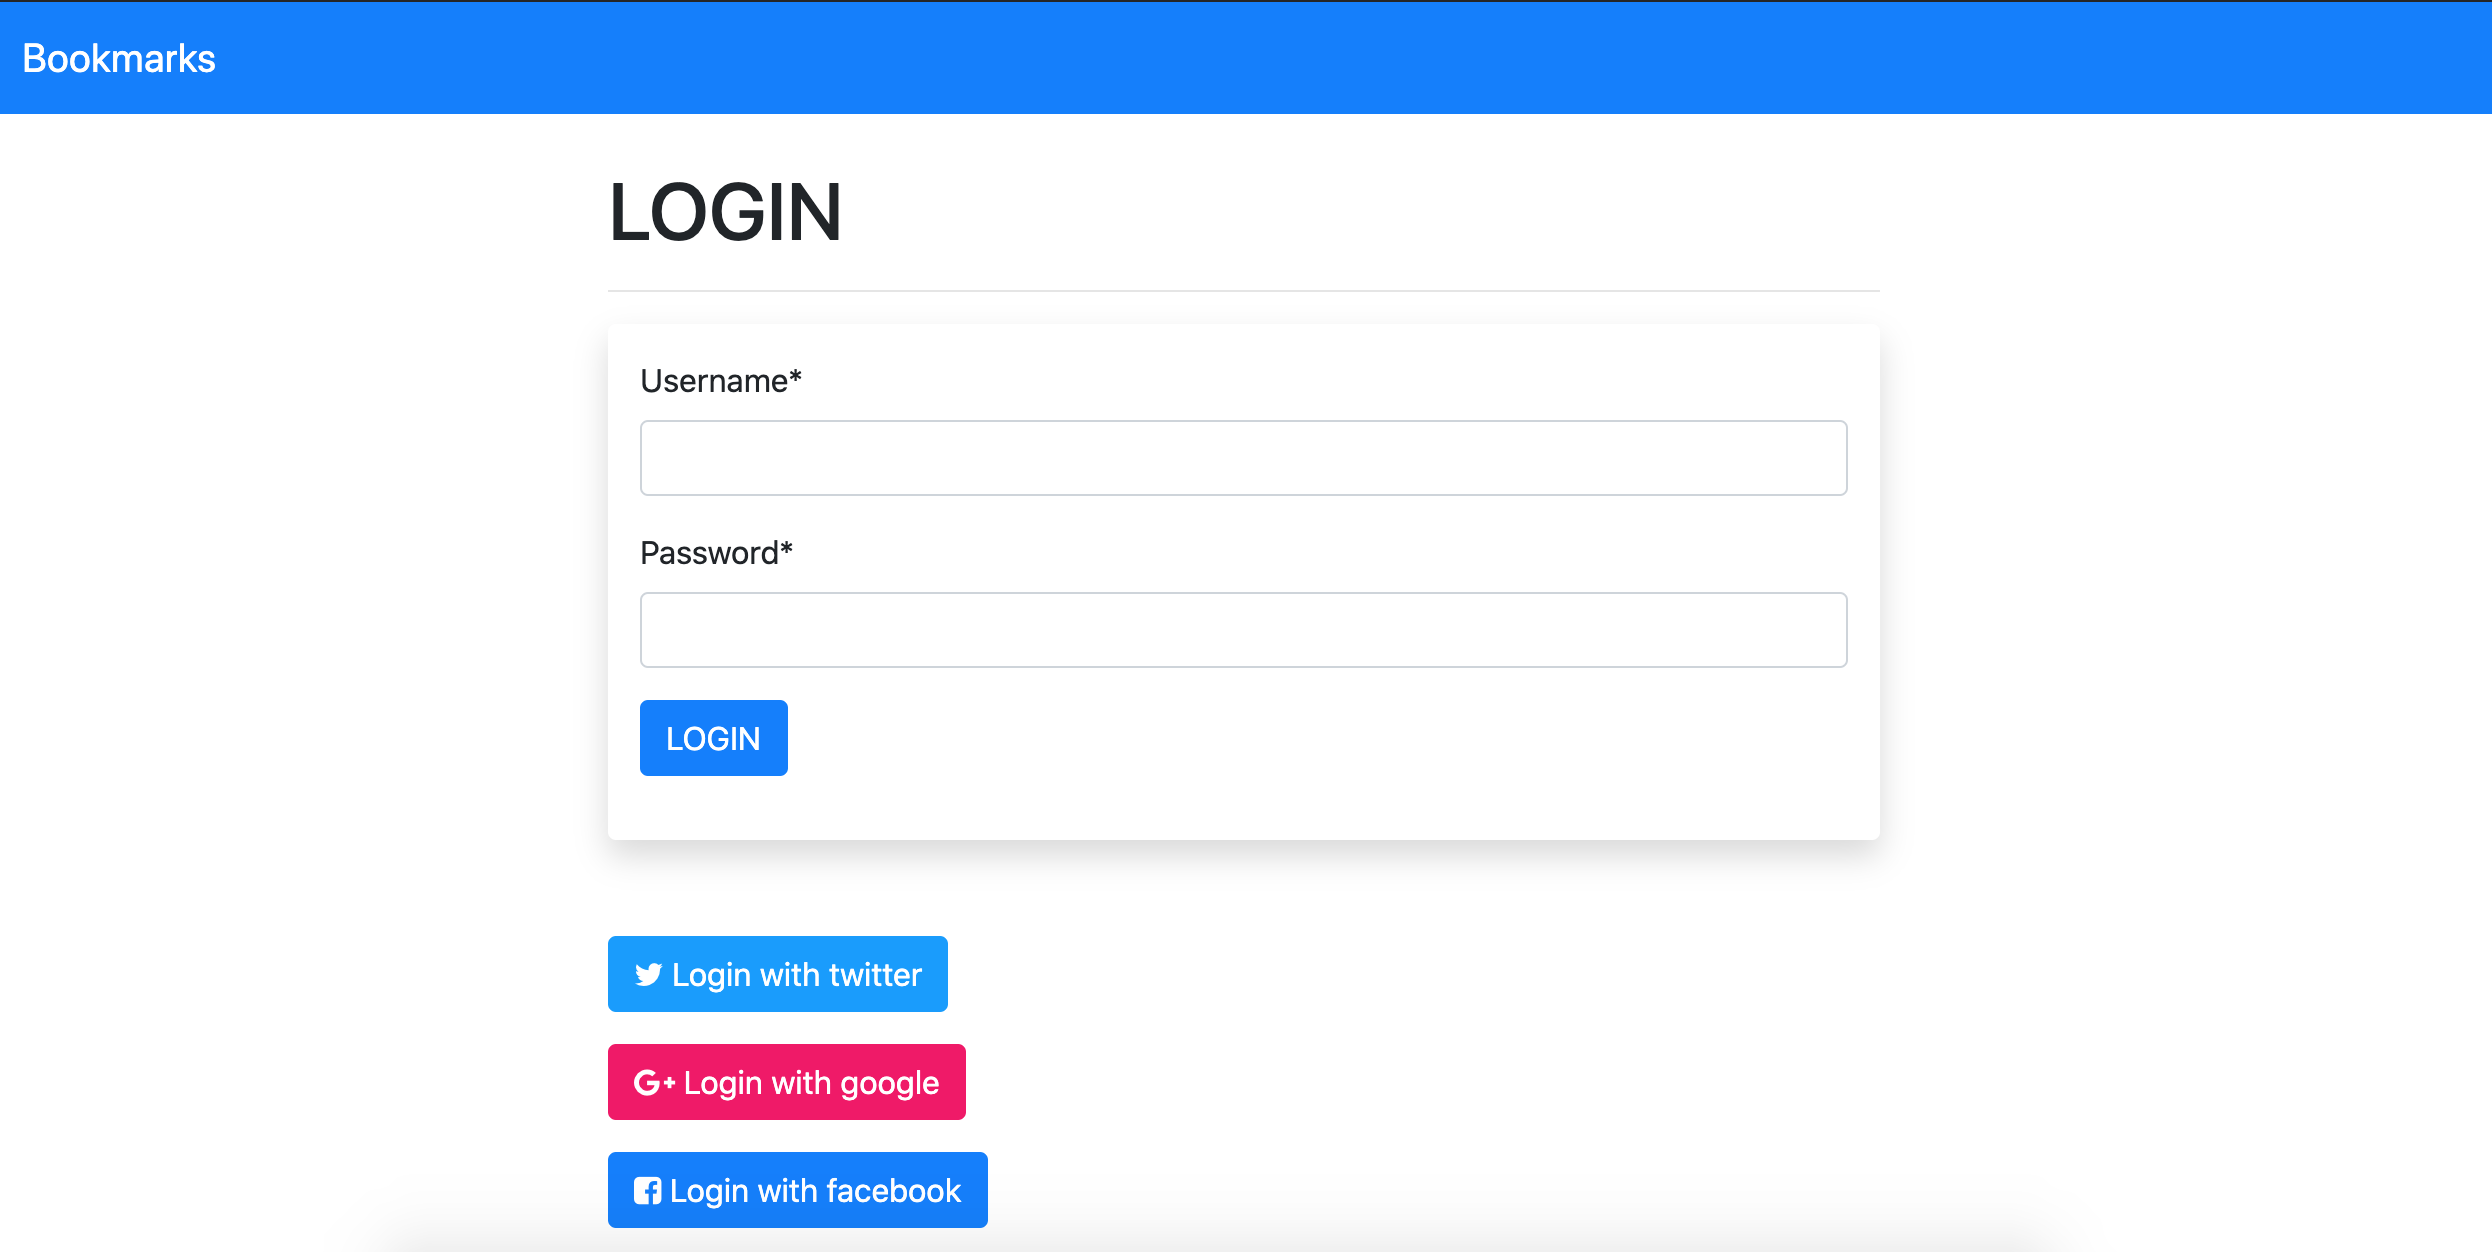 Bookmarks
LOGIN
Username*
Password*
LOGIN
Login with twitter
G+ Login with google
Login with facebook